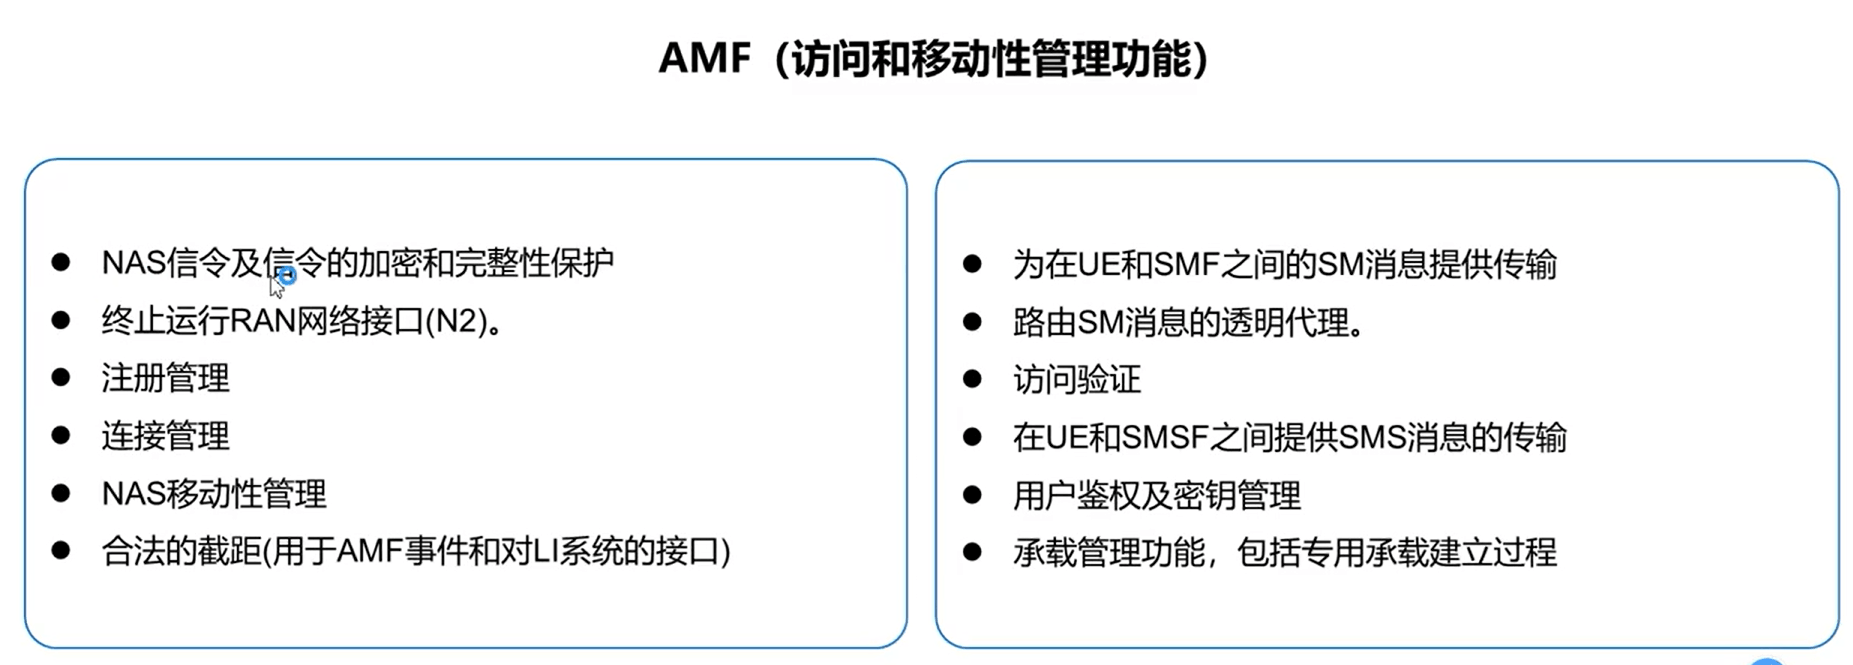 AMF（访问和移动性管理功能）
● NAS信令及信令的加密和完整性保护
● 终止运行RAN网络接口(N2)。
● 注册管理
● 连接管理
● NAS移动性管理
● 合法的截距(用于AMF事件和对LI系统的接口)
● 为在UE和SMF之间的SM消息提供传输
● 路由SM消息的透明代理。
● 访问验证
● 在UE和SMSF之间提供SMS消息的传输
● 用户鉴权及密钥管理
● 承载管理功能，包括专用承载建立过程